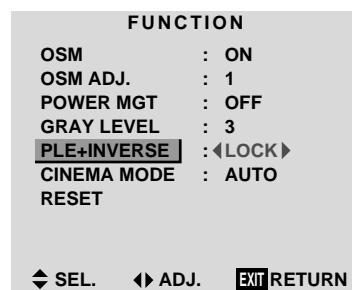 FUNCTION
OSM : ON
OSM ADJ. : 1
POWER MGT : OFF
GRAY LEVEL : 3
PLE+INVERSE : LOCK
CINEMA MODE : AUTO
RESET
SEL. ADJ. EXIT RETURN